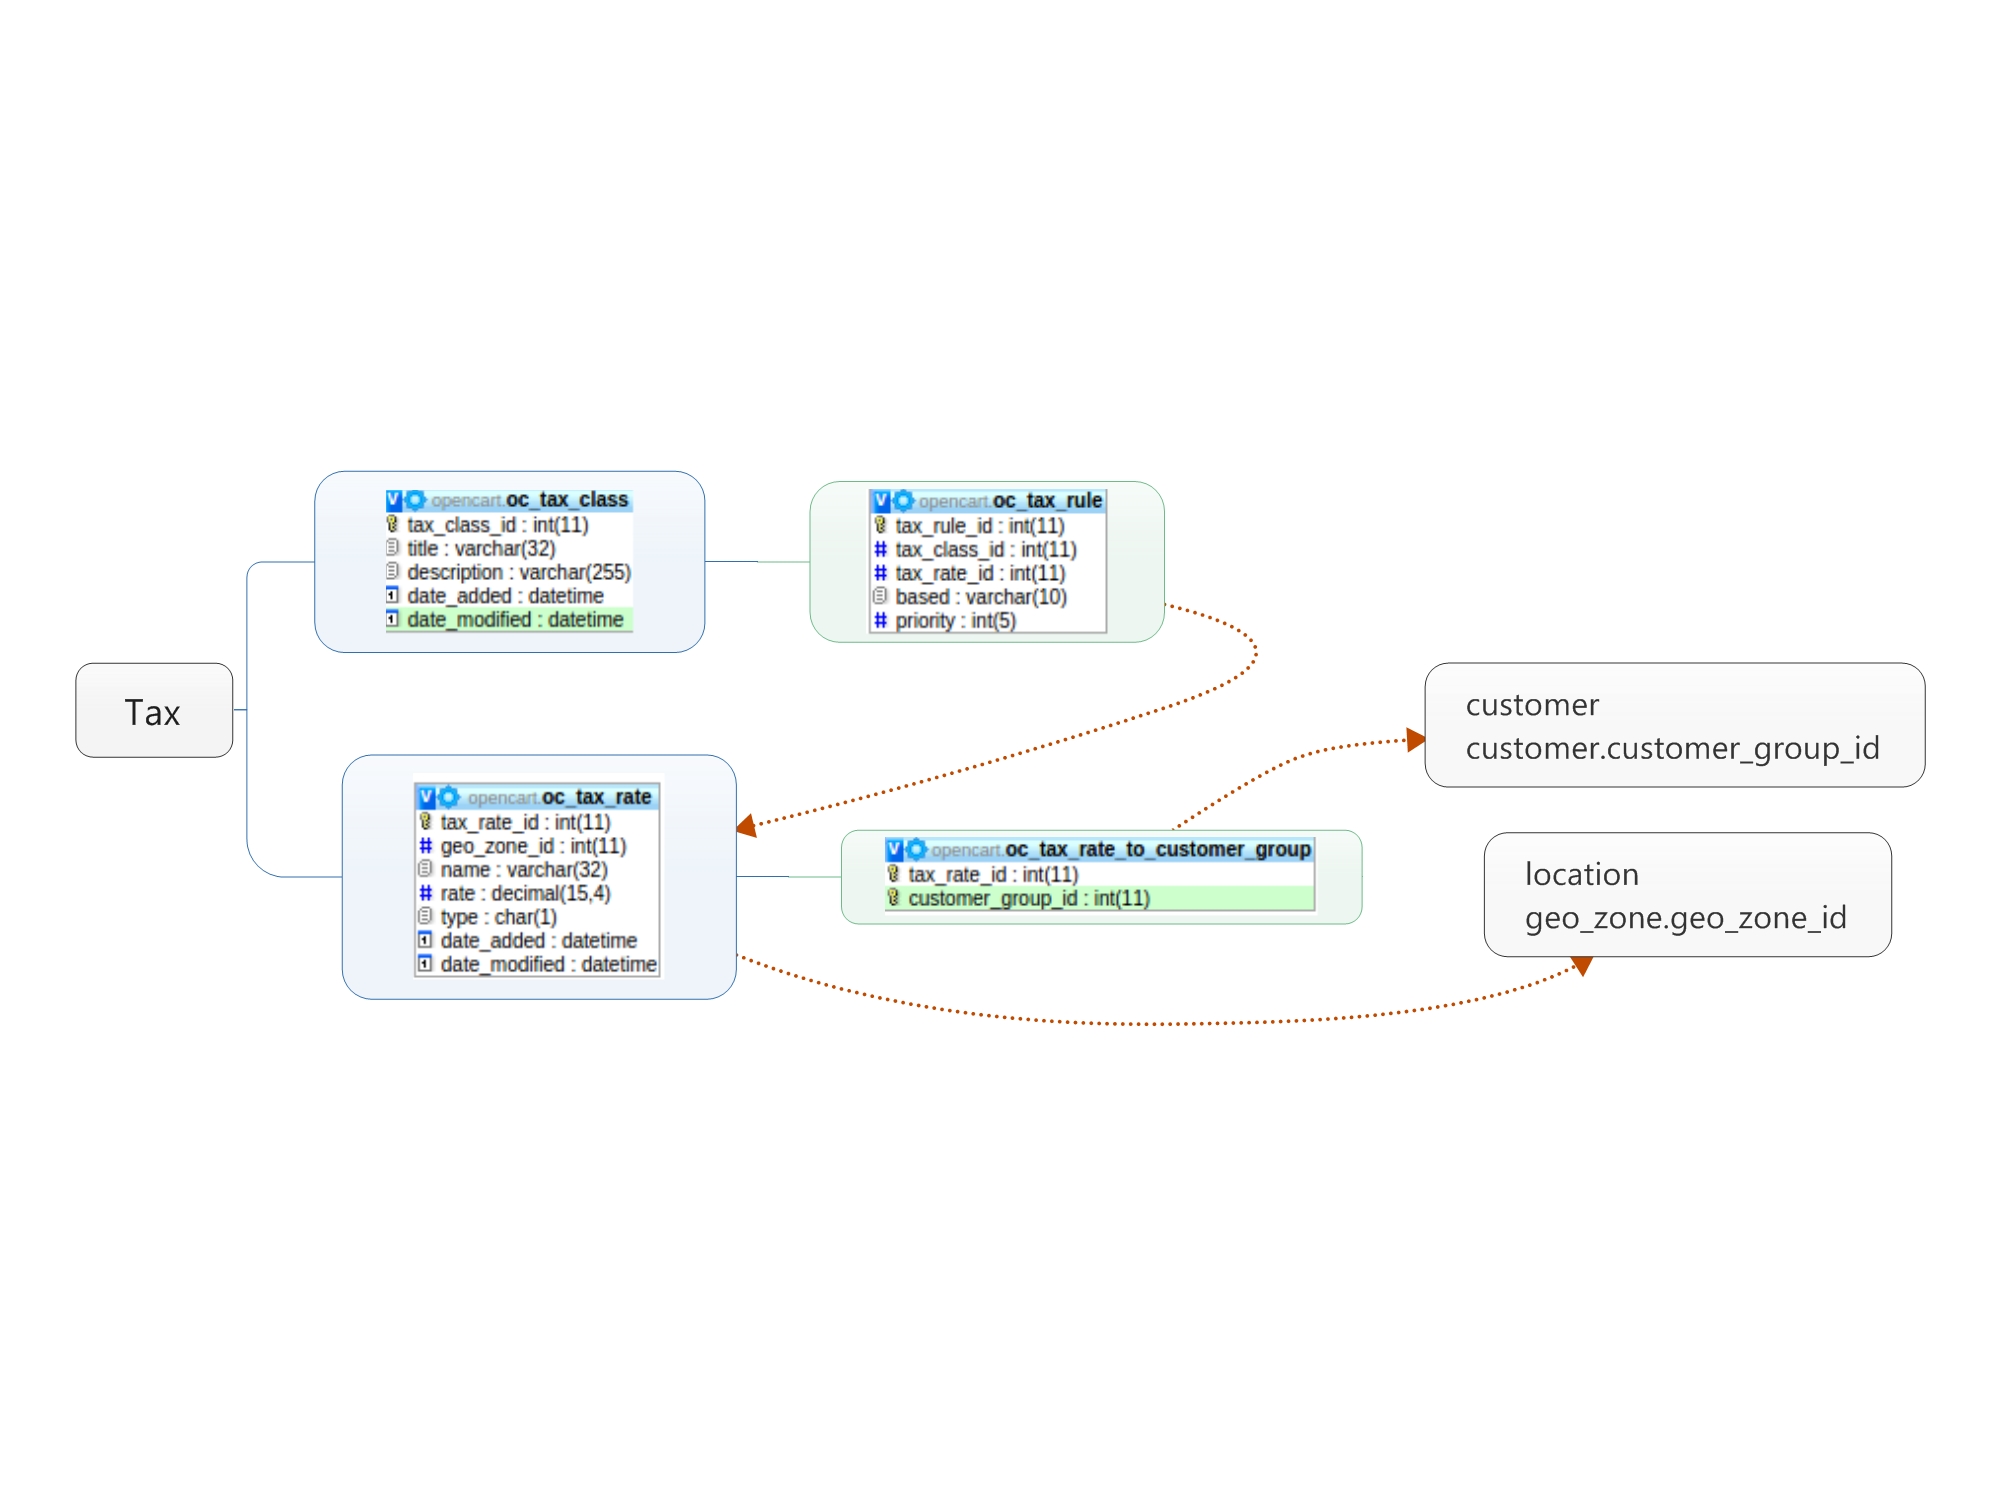 Tax
opencart.oc_tax_class
tax_class_id : int(11)
title : varchar(32)
description : varchar(255)
date_added : datetime
date_modified : datetime
opencart.oc_tax_rule
tax_rule_id : int(11)
tax_class_id : int(11)
tax_rate_id : int(11)
based : varchar(10)
priority : int(5)
opencart.oc_tax_rate
tax_rate_id : int(11)
geo_zone_id : int(11)
name : varchar(32)
rate : decimal(15,4)
type : char(1)
date_added : datetime
date_modified : datetime
opencart.oc_tax_rate_to_customer_group
tax_rate_id : int(11)
customer_group_id : int(11)
customer
customer.customer_group_id
location
geo_zone.geo_zone_id